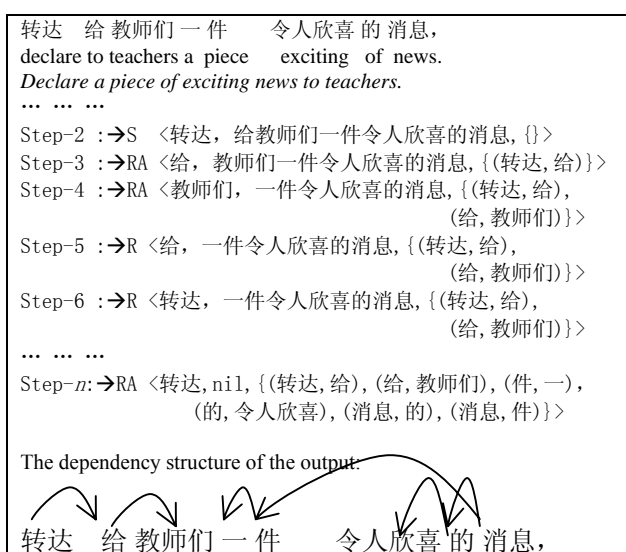 转达 给 教师们 一 件 令人欣喜 的 消息,
declare to teachers a piece exciting of news.
Declare a piece of exciting news to teachers.
… … …
Step-2 :➔S <转达, 给教师们一件令人欣喜的消息, {}>
Step-3 :➔RA <给, 教师们一件令人欣喜的消息, {(转达, 给)}>
Step-4 :➔RA <教师们, 一件令人欣喜的消息, {(转达, 给),
(给, 教师们)}>
Step-5 :➔R <给, 一件令人欣喜的消息, {(转达, 给),
(给, 教师们)}>
Step-6 :➔R <转达, 一件令人欣喜的消息, {(转达, 给),
(给, 教师们)}>
… … …
Step-n:➔RA <转达, nil, {(转达, 给), (给, 教师们), (件, 一),
(的, 令人欣喜), (消息, 的), (消息, 件)}>
The dependency structure of the output:
转达 给 教师们 一 件 令人欣喜 的 消息,